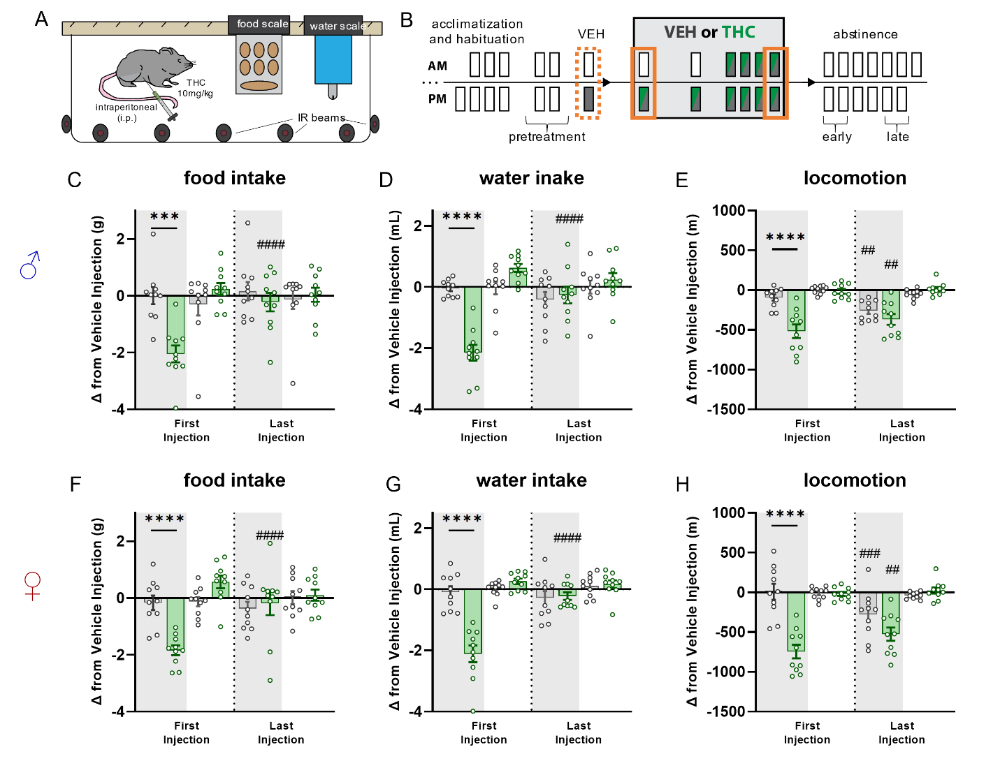 A
food scale
water scale
THC
10mg/kg
intraperitoneal
(i.p.)
IR beams
B
acclimatization
and habituation
VEH
VEH or THC
abstinence
AM
PM
pretreatment
early
late
C
food intake
Δ from Vehicle Injection (g)
2
0
-2
-4
***
####
First
Injection
Last
Injection
D
water inake
Δ from Vehicle Injection (mL)
2
0
-2
-4
****
####
First
Injection
Last
Injection
E
locomotion
Δ from Vehicle Injection (m)
1000
500
0
-500
-1000
-1500
****
##
##
First
Injection
Last
Injection
♂
F
food intake
Δ from Vehicle Injection (g)
2
0
-2
-4
****
####
First
Injection
Last
Injection
G
water intake
Δ from Vehicle Injection (mL)
2
0
-2
-4
****
####
First
Injection
Last
Injection
H
locomotion
Δ from Vehicle Injection (m)
1000
500
0
-500
-1000
-1500
****
###
##
First
Injection
Last
Injection
♀